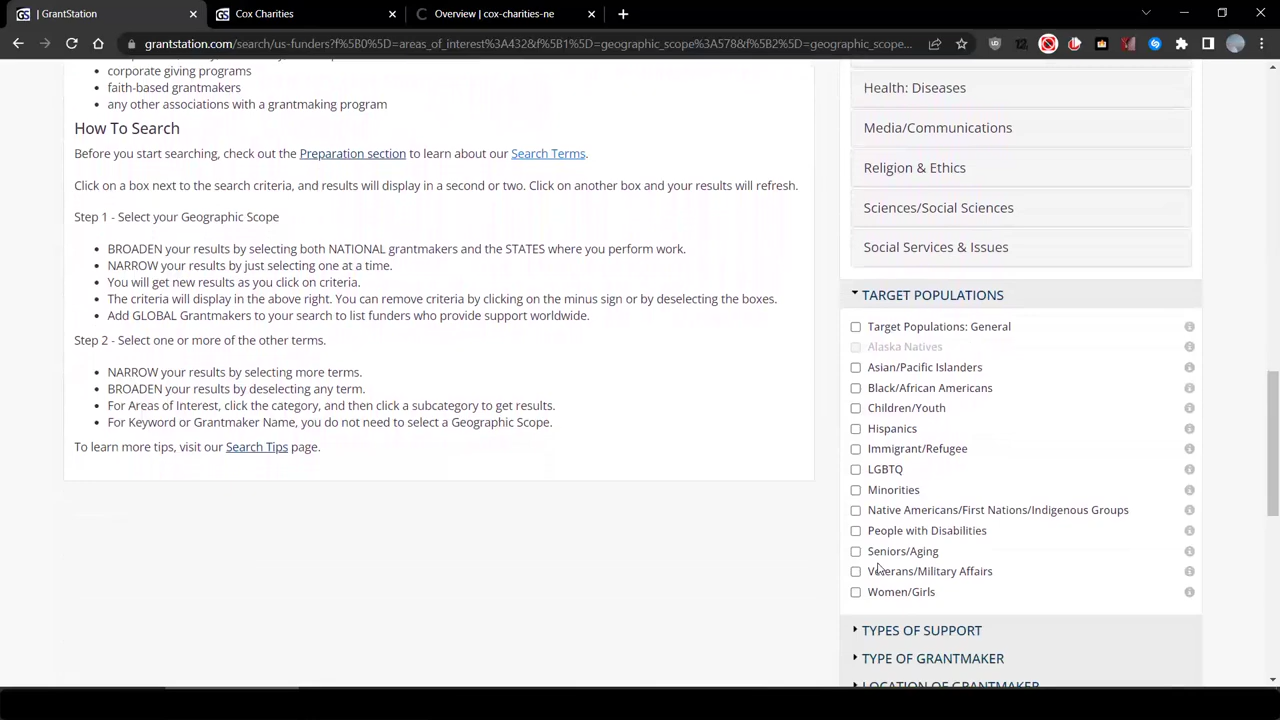 | GrantStation
Cox Charities
Overview | cox-charities-ne
grantstation.com/search/us-funders?f%5B0%5D=areas_of_interest%3A432&f%5B1%5D=geographic_scope%3A578&f%5B2%5D=geographic_scope...
corporate giving programs
faith-based grantmakers
any other associations with a grantmaking program
How To Search
Before you start searching, check out the Preparation section to learn about our Search Terms.
Click on a box next to the search criteria, and results will display in a second or two. Click on another box and your results will refresh.
Step 1 - Select your Geographic Scope
BROADEN your results by selecting both NATIONAL grantmakers and the STATES where you perform work.
NARROW your results by just selecting one at a time.
You will get new results as you click on criteria.
The criteria will display in the above right. You can remove criteria by clicking on the minus sign or by deselecting the boxes.
Add GLOBAL Grantmakers to your search to list funders who provide support worldwide.
Step 2 - Select one or more of the other terms.
NARROW your results by selecting more terms.
BROADEN your results by deselecting any term.
For Areas of Interest, click the category, and then click a subcategory to get results.
For Keyword or Grantmaker Name, you do not need to select a Geographic Scope.
To learn more tips, visit our Search Tips page.
Health: Diseases
Media/Communications
Religion & Ethics
Sciences/Social Sciences
Social Services & Issues
TARGET POPULATIONS
Target Populations: General
Alaska Natives
Asian/Pacific Islanders
Black/African Americans
Children/Youth
Hispanics
Immigrant/Refugee
LGBTQ
Minorities
Native Americans/First Nations/Indigenous Groups
People with Disabilities
Seniors/Aging
Veterans/Military Affairs
Women/Girls
TYPES OF SUPPORT
TYPE OF GRANTMAKER
LOCATION OF GRANTMAKER